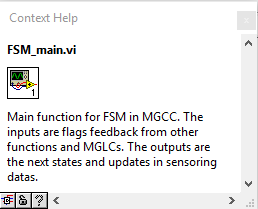 Context Help
FSM_main.vi
1
Main function for FSM in MGCC. The
inputs are flags feedback from other
functions and MGLCs. The outputs are
the next states and updates in sensoring
datas.
?